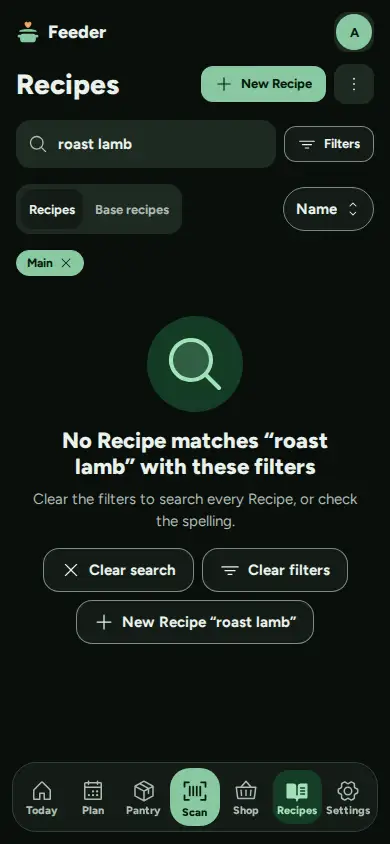 Feeder
A
Recipes
New Recipe
roast lamb
Filters
Recipes
Base recipes
Name
Main
No Recipe matches “roast
lamb” with these filters
Clear the filters to search every Recipe, or check
the spelling.
Clear search
Clear filters
New Recipe “roast lamb”
Today
Plan
Pantry
Scan
Shop
Recipes
Settings